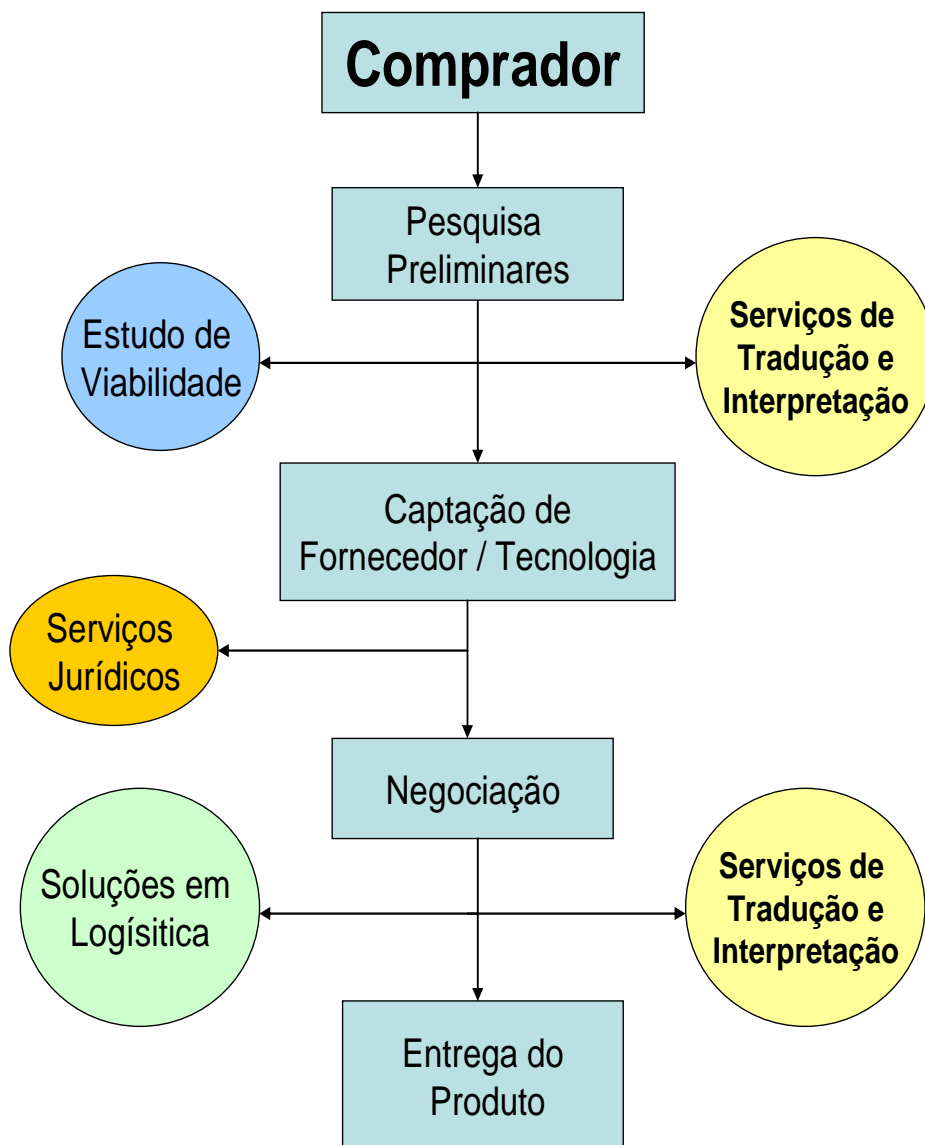 Comprador
Pesquisa
Preliminares
Estudo de
Viabilidade
Serviços de
Tradução e
Interpretação
Captação de
Fornecedor / Tecnologia
Serviços
Jurídicos
Negociação
Soluções em
Logísitica
Serviços de
Tradução e
Interpretação
Entrega do
Produto